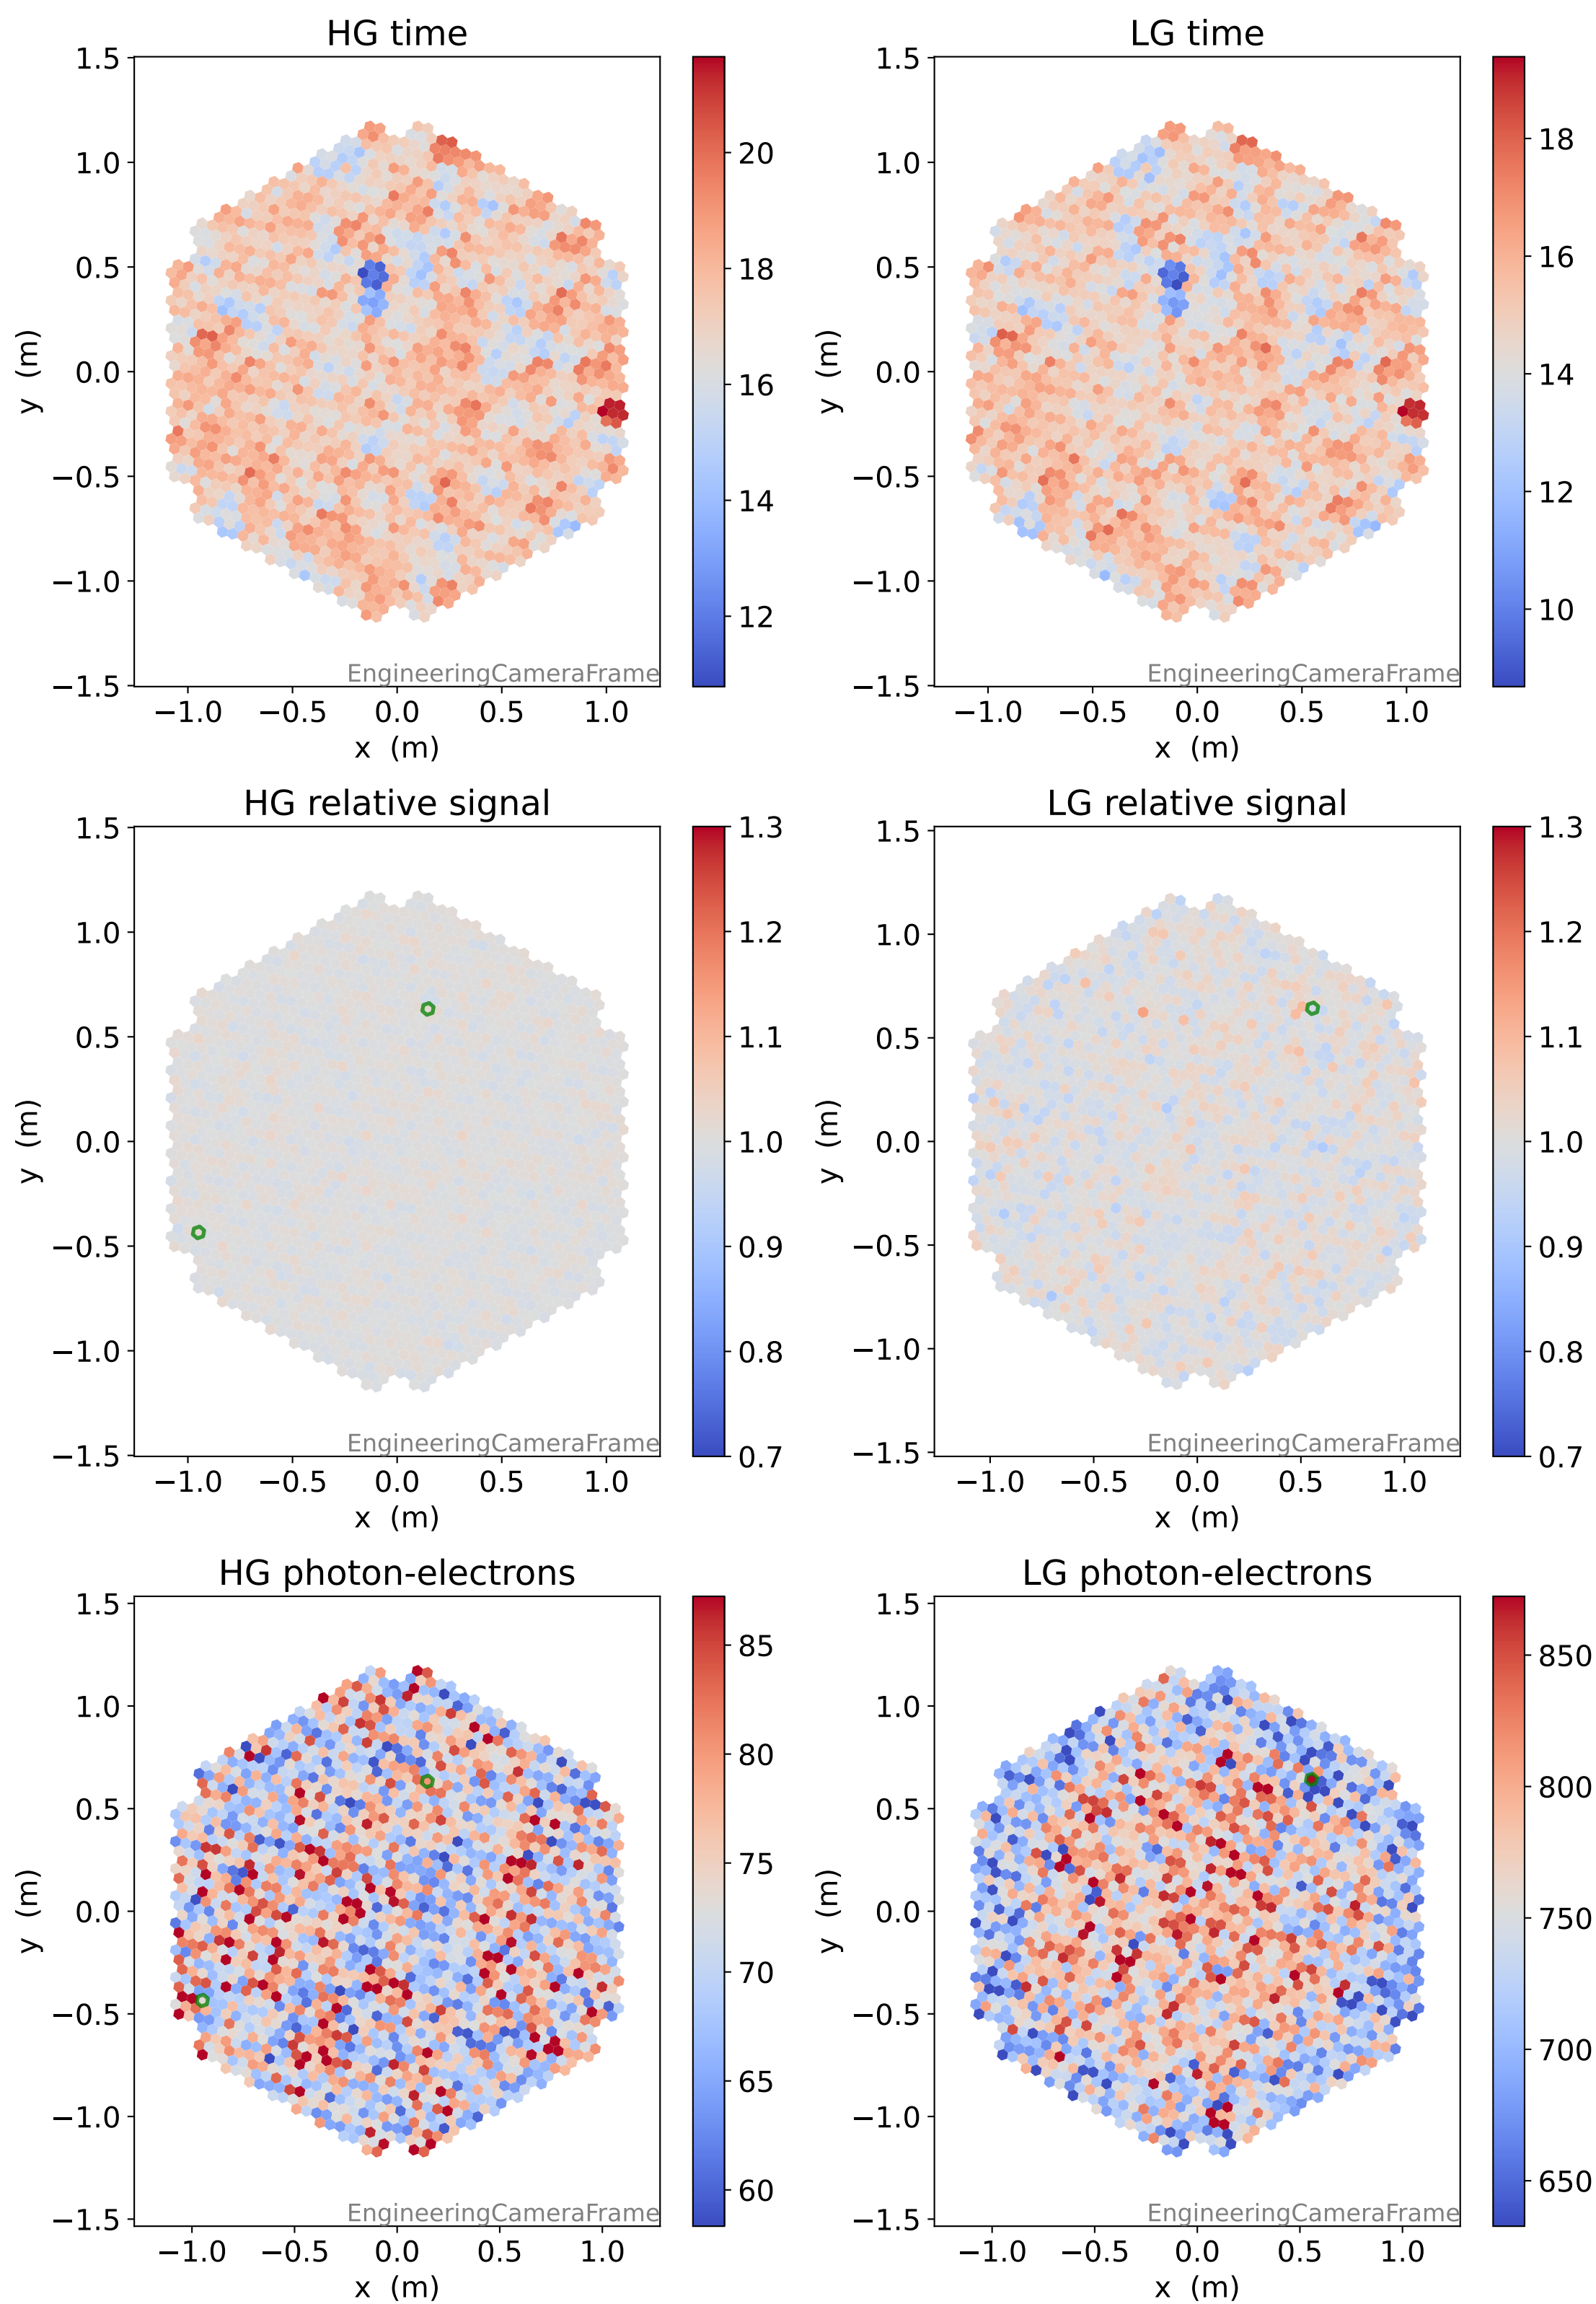 HG time
1.5
1.0
0.5
0.0
−0.5
−1.0
−1.5
y (m)
−1.0 −0.5 0.0 0.5 1.0
x (m)
EngineeringCameraFrame
20
18
16
14
12
LG time
1.5
1.0
0.5
0.0
−0.5
−1.0
−1.5
y (m)
−1.0 −0.5 0.0 0.5 1.0
x (m)
EngineeringCameraFrame
18
16
14
12
10
HG relative signal
1.5
1.0
0.5
0.0
−0.5
−1.0
−1.5
y (m)
−1.0 −0.5 0.0 0.5 1.0
x (m)
EngineeringCameraFrame
1.3
1.2
1.1
1.0
0.9
0.8
0.7
LG relative signal
1.5
1.0
0.5
0.0
−0.5
−1.0
−1.5
y (m)
−1.0 −0.5 0.0 0.5 1.0
x (m)
EngineeringCameraFrame
1.3
1.2
1.1
1.0
0.9
0.8
0.7
HG photon-electrons
1.5
1.0
0.5
0.0
−0.5
−1.0
−1.5
y (m)
−1.0 −0.5 0.0 0.5 1.0
x (m)
EngineeringCameraFrame
85
80
75
70
65
60
LG photon-electrons
1.5
1.0
0.5
0.0
−0.5
−1.0
−1.5
y (m)
−1.0 −0.5 0.0 0.5 1.0
x (m)
EngineeringCameraFrame
850
800
750
700
650